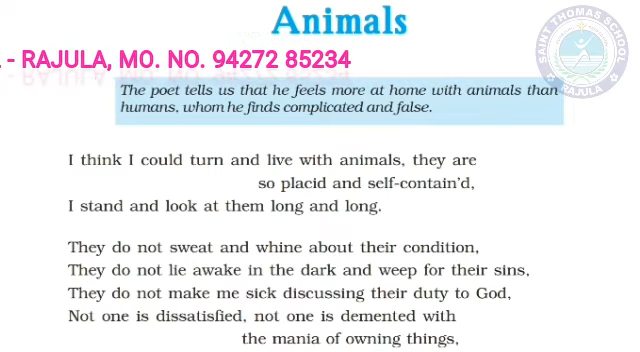 Animals
- RAJULA, MO. NO. 94272 85234
SAINT THOMAS SCHOOL
RAJULA
The poet tells us that he feels more at home with animals than
humans, whom he finds complicated and false.
I think I could turn and live with animals, they are
so placid and self-contain'd,
I stand and look at them long and long.
They do not sweat and whine about their condition,
They do not lie awake in the dark and weep for their sins,
They do not make me sick discussing their duty to God,
Not one is dissatisfied, not one is demented with
the mania of owning things,